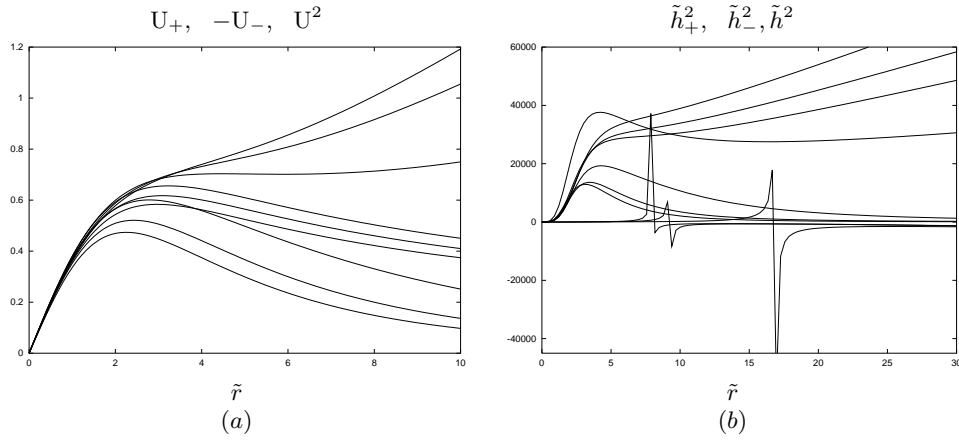 U₊, −U₋, U²
h̃²₊, h̃²₋, h̃²
1.2
1
0.8
0.6
0.4
0.2
0
0 2 4 6 8 10
60000
40000
20000
0
-20000
-40000
0 5 10 15 20 25 30
r̃
r̃
(a)
(b)